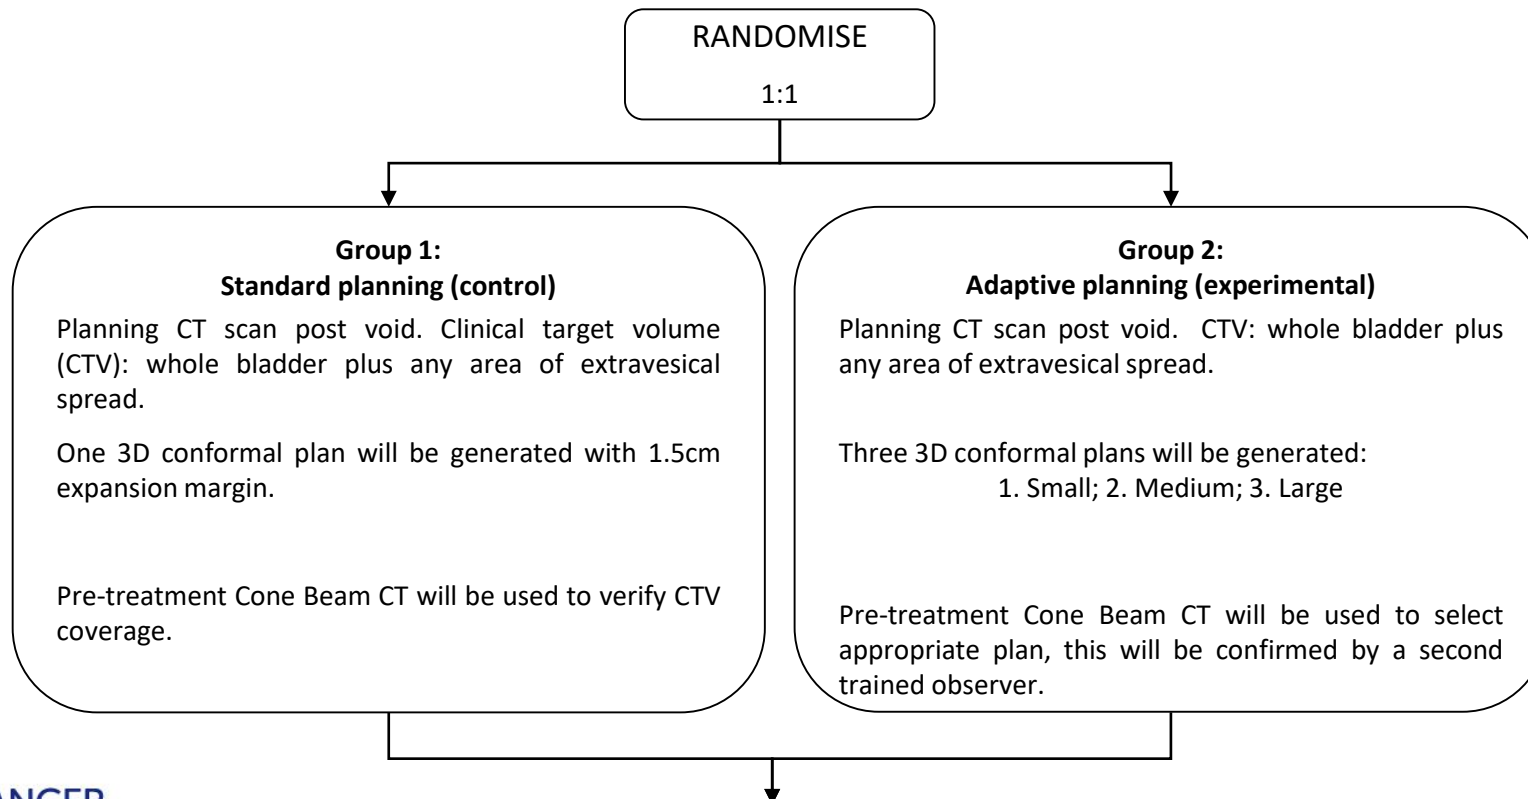 RANDOMISE
1:1
Group 1:
Standard planning (control)
Planning CT scan post void. Clinical target volume
(CTV): whole bladder plus any area of extravesical
spread.
One 3D conformal plan will be generated with 1.5cm
expansion margin.
Pre-treatment Cone Beam CT will be used to verify CTV
coverage.
Group 2:
Adaptive planning (experimental)
Planning CT scan post void. CTV: whole bladder plus
any area of extravesical spread.
Three 3D conformal plans will be generated:
1. Small; 2. Medium; 3. Large
Pre-treatment Cone Beam CT will be used to select
appropriate plan, this will be confirmed by a second
trained observer.